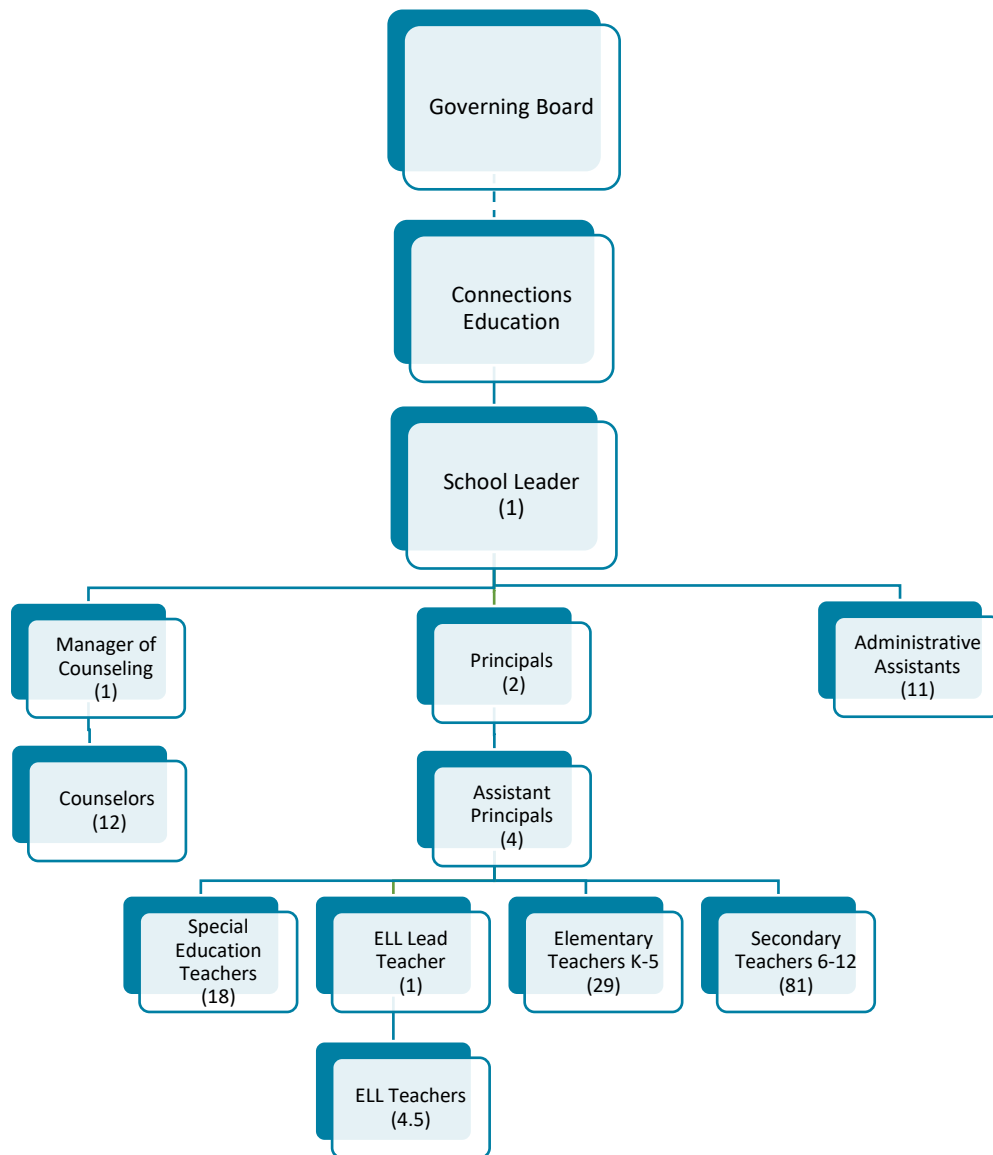 Governing Board
Connections
Education
School Leader
(1)
Manager of
Counseling
(1)
Principals
(2)
Administrative
Assistants
(11)
Counselors
(12)
Assistant
Principals
(4)
Special
Education
Teachers
(18)
ELL Lead
Teacher
(1)
Elementary
Teachers K-5
(29)
Secondary
Teachers 6-12
(81)
ELL Teachers
(4.5)